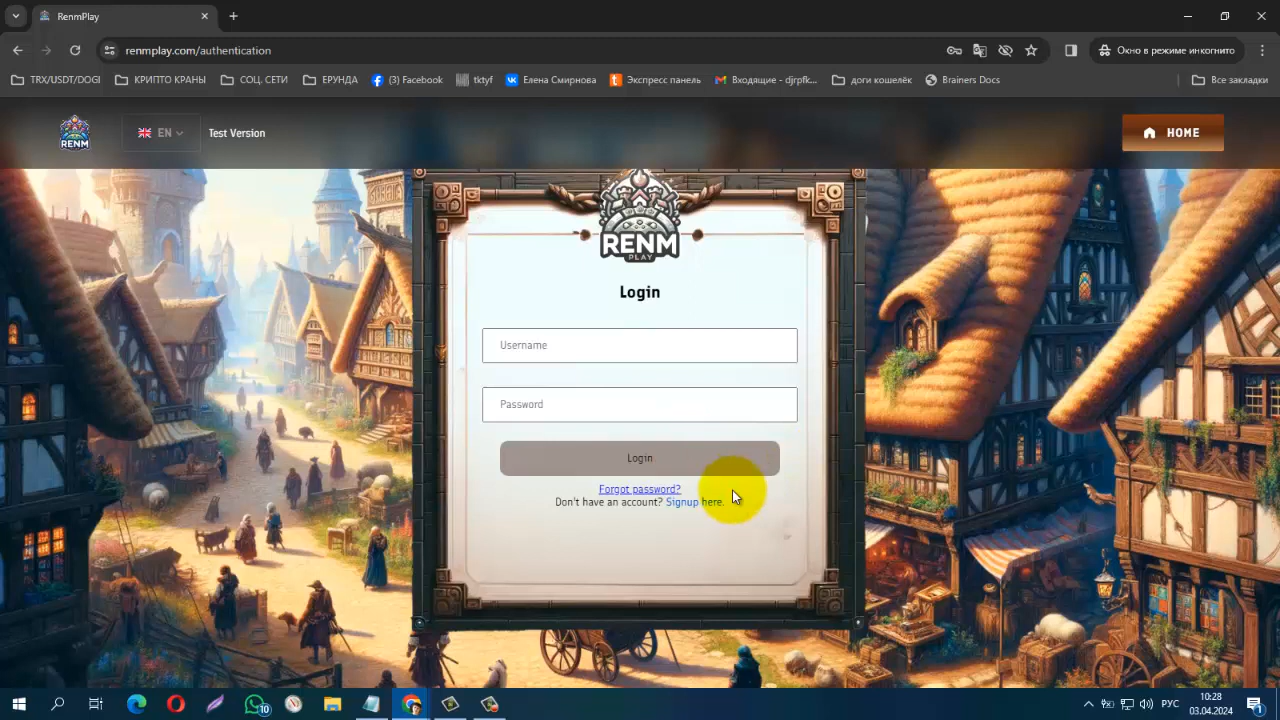 RenmPlay
renmplay.com/authentication
Окно в режиме инкогнито
TRX/USDT/DOGI
КРИПТО КРАНЫ
СОЦ. СЕТИ
ЕРУНДА
(3) Facebook
tktyf
Елена Смирнова
Экспресс панель
Входящие - djrpfk...
доги кошелёк
Brainers Docs
Все закладки
RENM
EN
Test Version
HOME
RENM
PLAY
Login
Username
Password
Login
Forgot password?
Don't have an account? Signup here.
10
РУС
10:28
03.04.2024
1